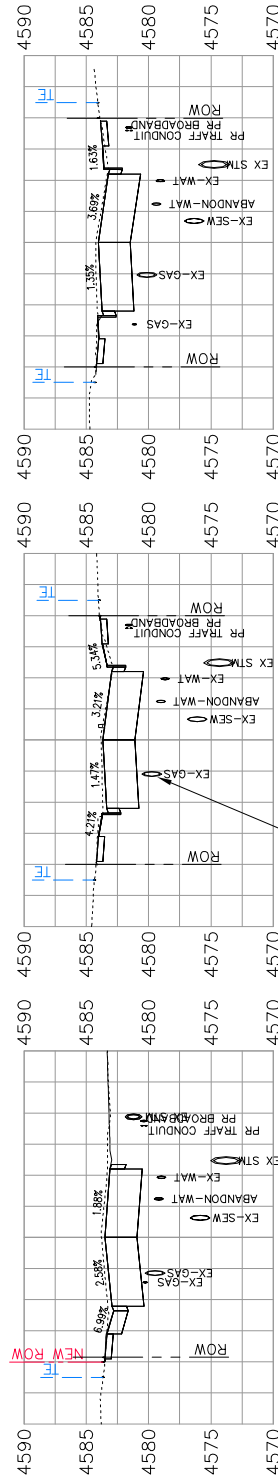 4590
4585
4580
4575
4570
TE
ROW
PR TRAFF CONDUIT
PR BROADBAND
EX STM
EX-WAT
ABANDON-WAT
EX-SEW
EX-GAS
EX-GAS
1.63%
3.69%
1.35%
ROW
TE
4590
4585
4580
4575
4570
4590
4585
4580
4575
4570
TE
ROW
PR TRAFF CONDUIT
PR BROADBAND
EX STM
EX-WAT
ABANDON-WAT
EX-SEW
EX-GAS
5.34%
3.21%
1.47%
4.21%
ROW
TE
4590
4585
4580
4575
4570
4590
4585
4580
4575
4570
EX STM
PR BROADBAND
PR TRAFF CONDUIT
EX STM
EX-WAT
ABANDON-WAT
EX-SEW
EX-GAS
EX-GAS
1.88%
2.58%
6.99%
NEW ROW
ROW
TE
4590
4585
4580
4575
4570